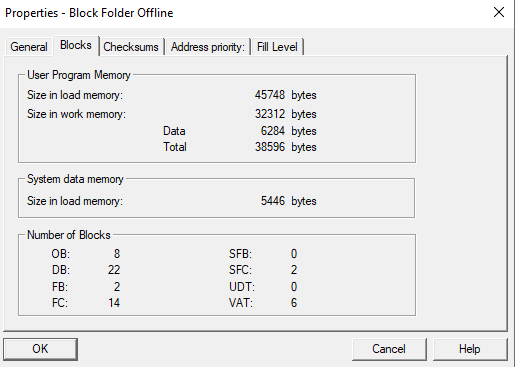 Properties - Block Folder Offline
General Blocks Checksums Address priority: Fill Level
User Program Memory
Size in load memory: 45748 bytes
Size in work memory: 32312 bytes
Data 6284 bytes
Total 38596 bytes
System data memory
Size in load memory: 5446 bytes
Number of Blocks
OB: 8 SFB: 0
DB: 22 SFC: 2
FB: 2 UDT: 0
FC: 14 VAT: 6
OK Cancel Help